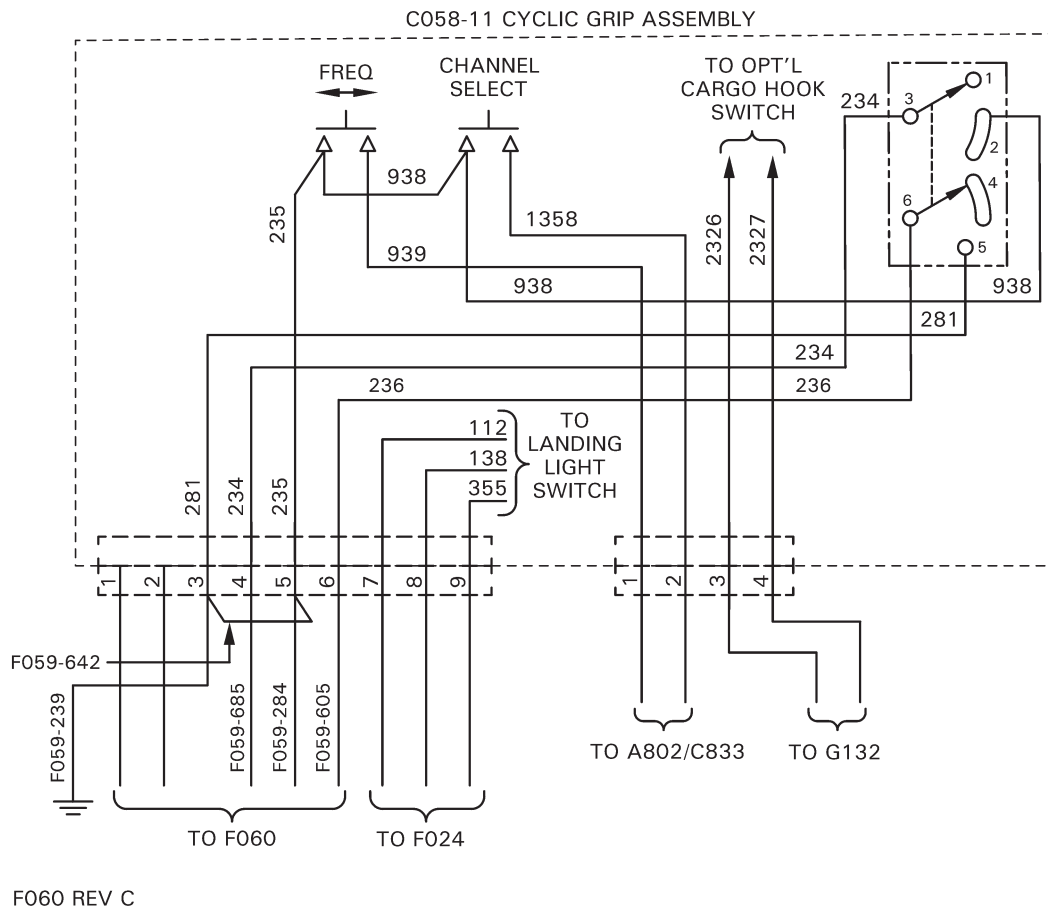 C058-11 CYCLIC GRIP ASSEMBLY
FREQ
CHANNEL
SELECT
TO OPT'L
CARGO HOOK
SWITCH
234
3
1
2
4
6
5
938
235
1358
939
2326
2327
938
938
281
234
236
236
112
138
355
TO
LANDING
LIGHT
SWITCH
281
234
235
1
2
3
4
5
6
7
8
9
1
2
3
4
F059-642
F059-239
F059-685
F059-284
F059-605
TO A802/C833
TO G132
TO F060
TO F024
F060 REV C